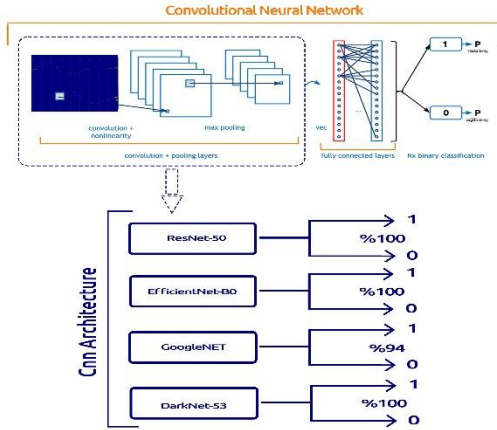 Convolutional Neural Network
1 P
0 P
convolution +
nonlinearity
max pooling
vec
convolution + pooling layers
fully connected layers
Nx binary classification
Cnn Architecture
ResNet-50
1
%100
0
EfficientNet-B0
1
%100
0
GoogleNET
1
%94
0
DarkNet-53
1
%100
0